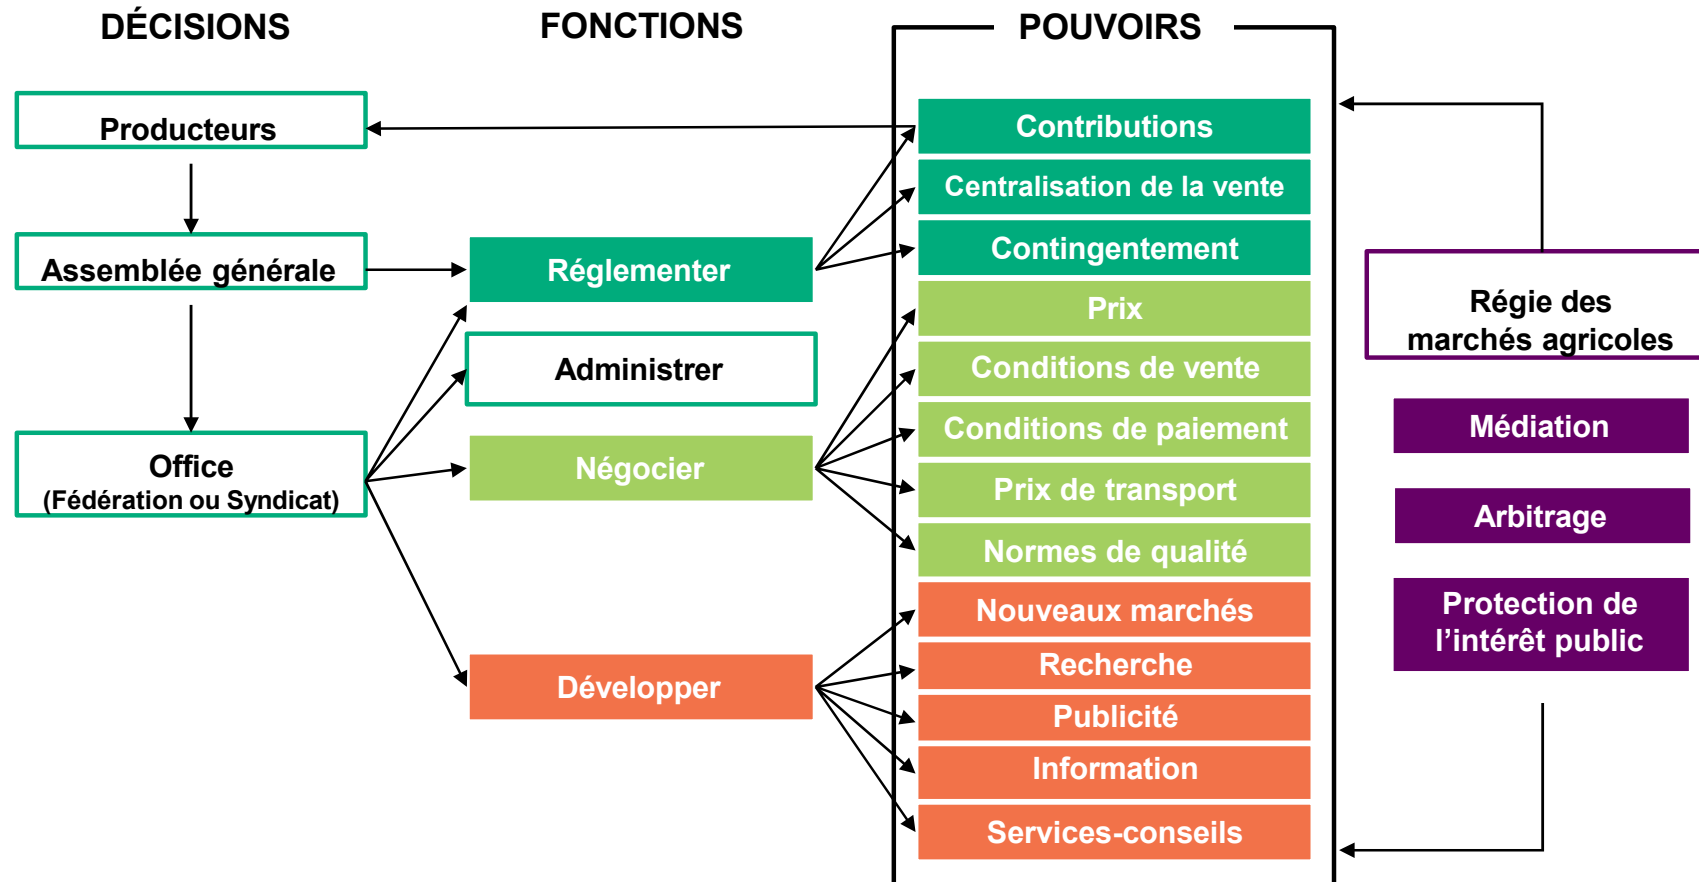 DÉCISIONS
FONCTIONS
POUVOIRS
Producteurs
Assemblée générale
Office
(Fédération ou Syndicat)
Réglementer
Administrer
Négocier
Développer
Contributions
Centralisation de la vente
Contingentement
Prix
Conditions de vente
Conditions de paiement
Prix de transport
Normes de qualité
Nouveaux marchés
Recherche
Publicité
Information
Services-conseils
Régie des
marchés agricoles
Médiation
Arbitrage
Protection de
l’intérêt public